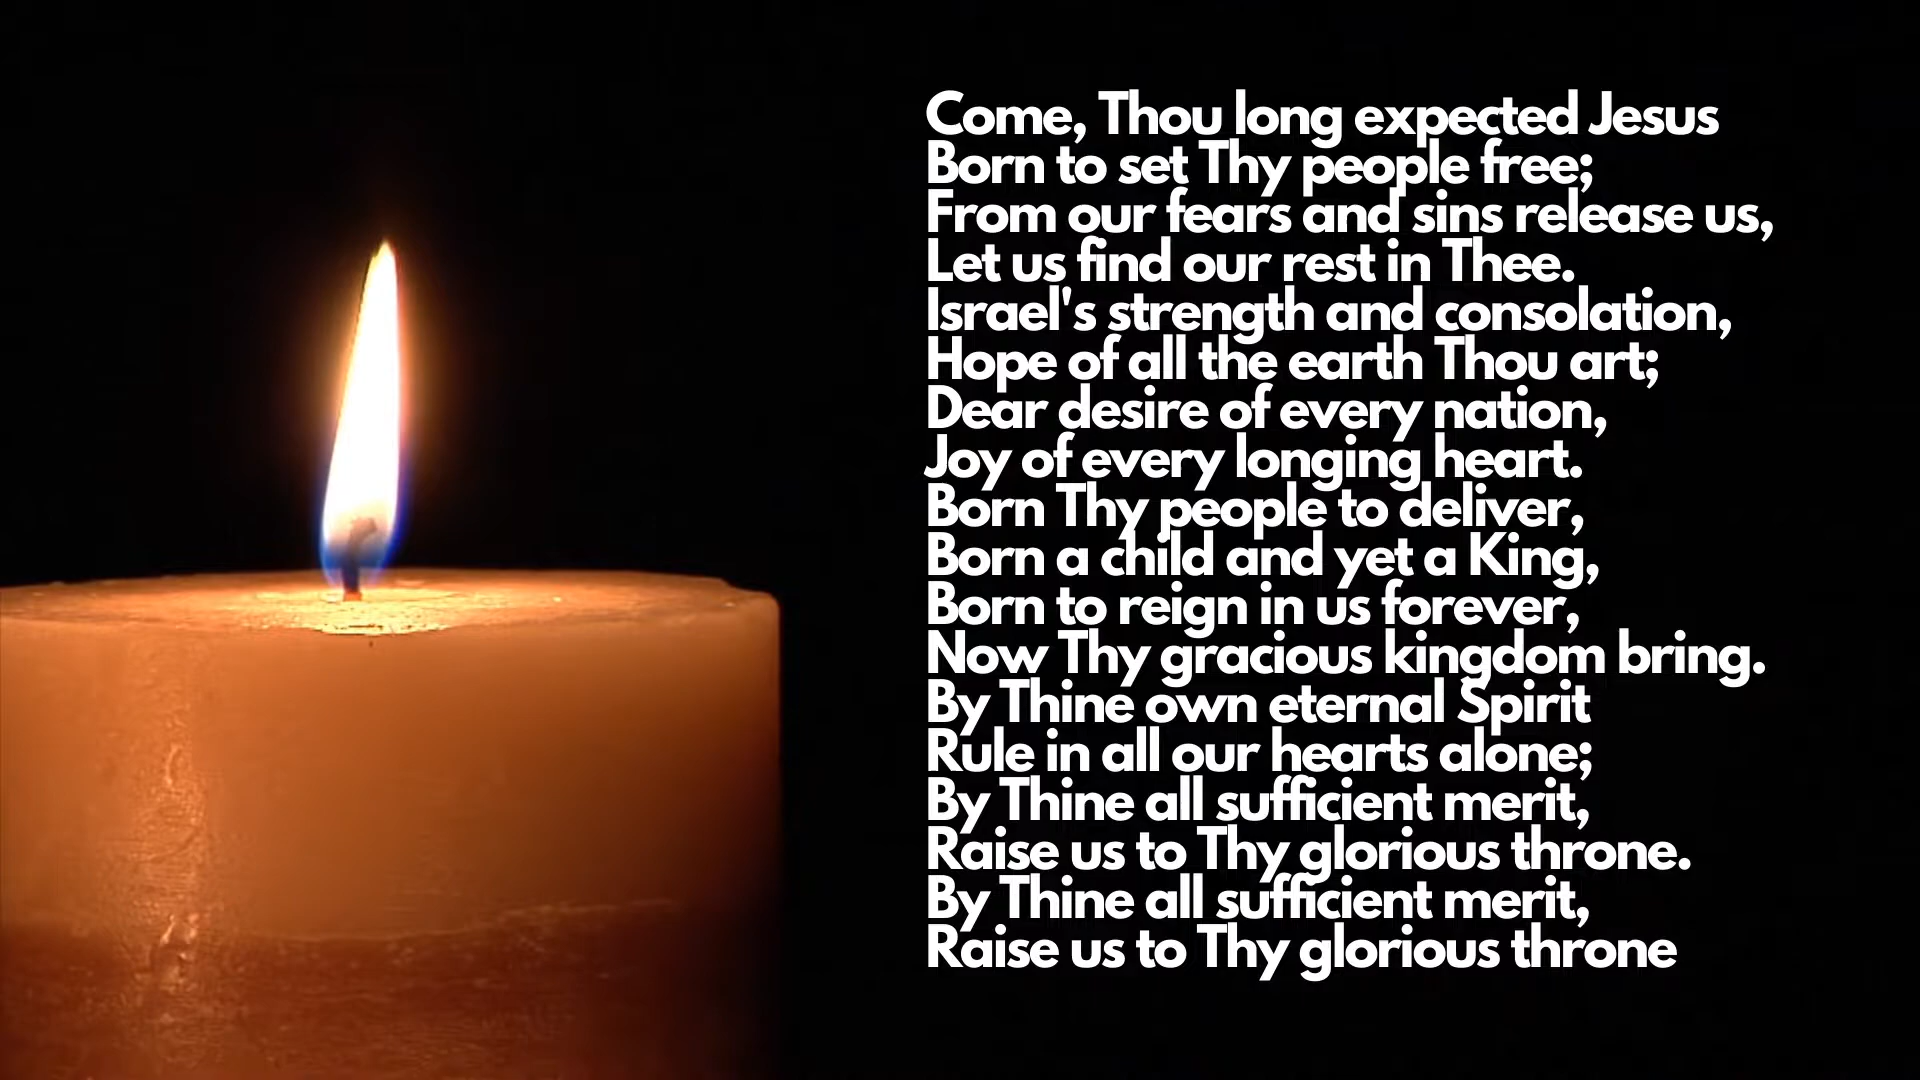 Come, Thou long expected Jesus
Born to set Thy people free;
From our fears and sins release us,
Let us find our rest in Thee.
Israel's strength and consolation,
Hope of all the earth Thou art;
Dear desire of every nation,
Joy of every longing heart.
Born Thy people to deliver,
Born a child and yet a King,
Born to reign in us forever,
Now Thy gracious kingdom bring.
By Thine own eternal Spirit
Rule in all our hearts alone;
By Thine all sufficient merit,
Raise us to Thy glorious throne.
By Thine all sufficient merit,
Raise us to Thy glorious throne